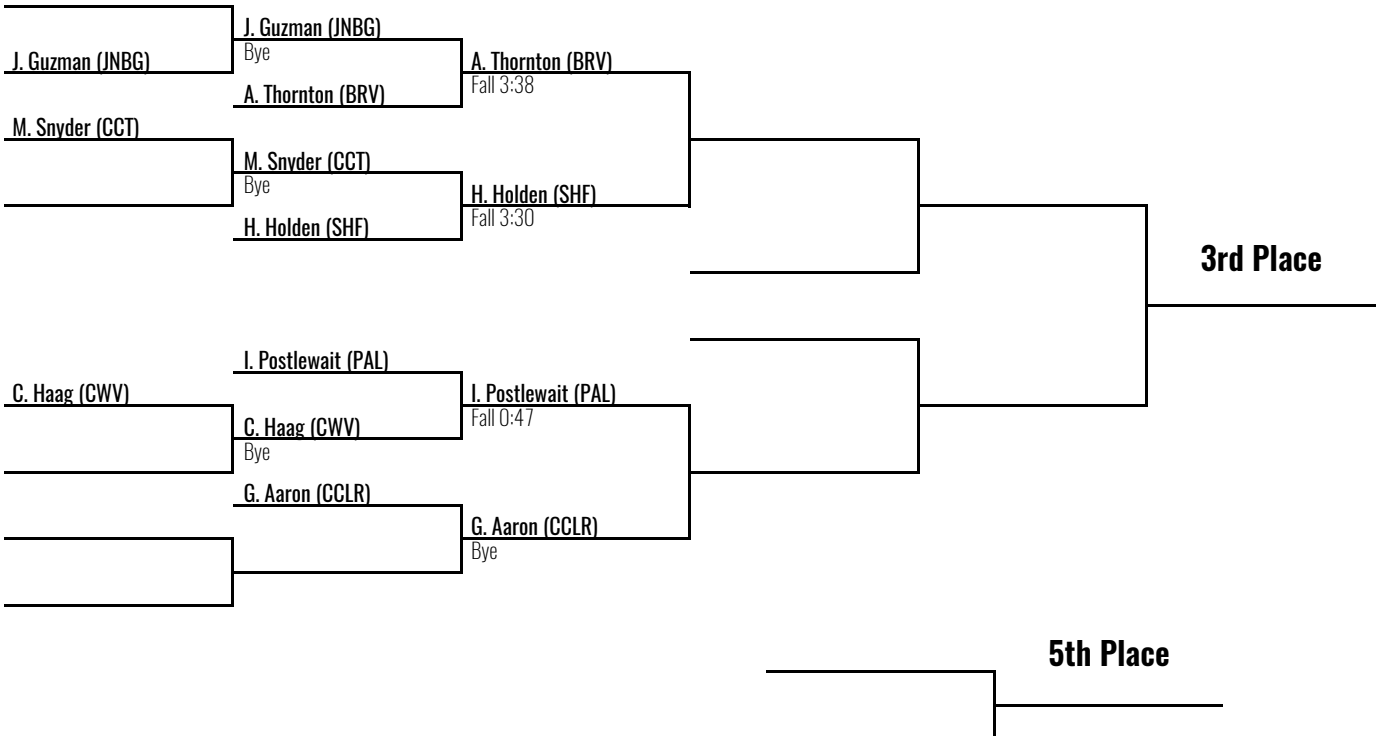 J. Guzman (JNBG)
Bye
J. Guzman (JNBG)
A. Thornton (BRV)
Fall 3:38
A. Thornton (BRV)
M. Snyder (CCT)
M. Snyder (CCT)
Bye
H. Holden (SHF)
Fall 3:30
H. Holden (SHF)
3rd Place
I. Postlewait (PAL)
C. Haag (CWV)
I. Postlewait (PAL)
Fall 0:47
C. Haag (CWV)
Bye
G. Aaron (CCLR)
G. Aaron (CCLR)
Bye
5th Place